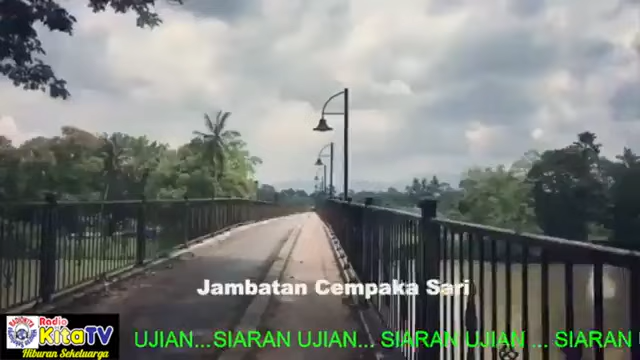 Jambatan Cempaka Sari
Radio
KitaTV
Hiburan Sekeluarga
UJIAN...SIARAN UJIAN... SIARAN UJIAN ... SIARAN